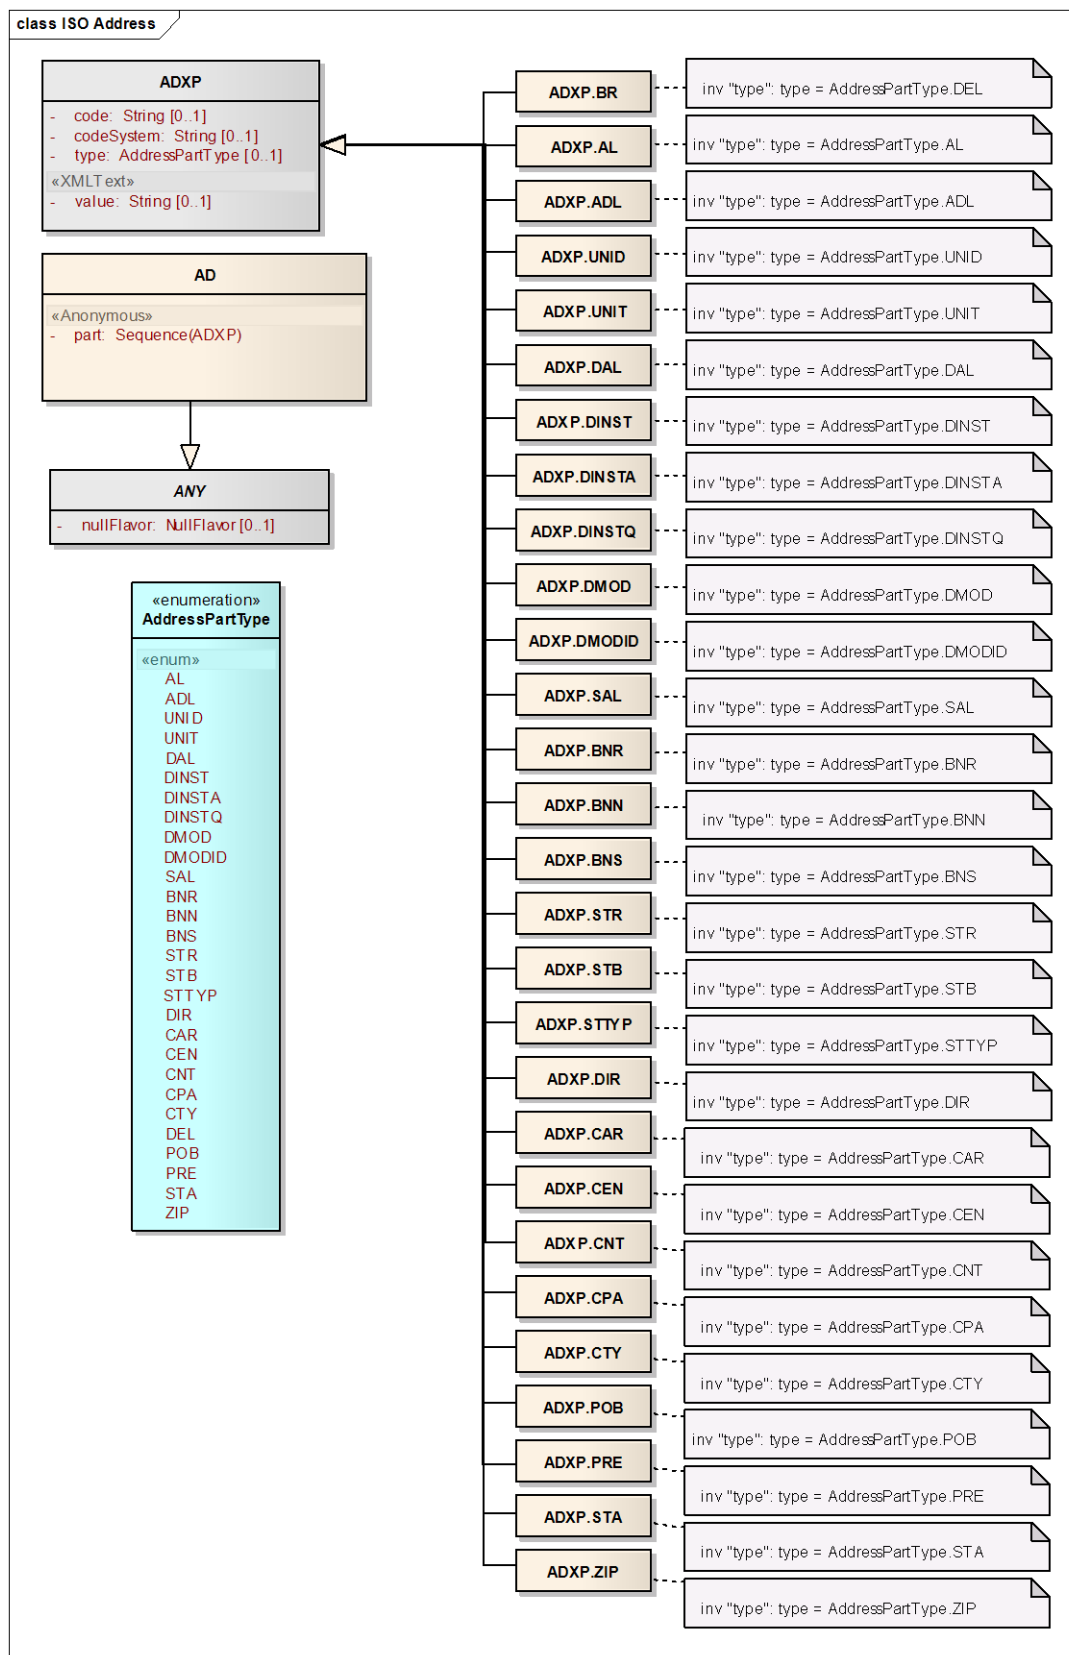 class ISO Address
ADXP
- code: String [0..1]
- codeSystem: String [0..1]
- type: AddressPartType [0..1]
«XMLText»
- value: String [0..1]
AD
«Anonymous»
- part: Sequence(ADXP)
ANY
- nullFlavor: NullFlavor [0..1]
«enumeration»
AddressPartType
«enum»
AL
ADL
UNID
UNIT
DAL
DINST
DINSTA
DINSTQ
DMOD
DMODID
SAL
BNR
BNN
BNS
STR
STB
STTYP
DIR
CAR
CEN
CNT
CPA
CTY
DEL
POB
PRE
STA
ZIP
ADXP.BR
inv "type": type = AddressPartType.DEL
ADXP.AL
inv "type": type = AddressPartType.AL
ADXP.ADL
inv "type": type = AddressPartType.ADL
ADXP.UNID
inv "type": type = AddressPartType.UNID
ADXP.UNIT
inv "type": type = AddressPartType.UNIT
ADXP.DAL
inv "type": type = AddressPartType.DAL
ADXP.DINST
inv "type": type = AddressPartType.DINST
ADXP.DINSTA
inv "type": type = AddressPartType.DINSTA
ADXP.DINSTQ
inv "type": type = AddressPartType.DINSTQ
ADXP.DMOD
inv "type": type = AddressPartType.DMOD
ADXP.DMODID
inv "type": type = AddressPartType.DMODID
ADXP.SAL
inv "type": type = AddressPartType.SAL
ADXP.BNR
inv "type": type = AddressPartType.BNR
ADXP.BNN
inv "type": type = AddressPartType.BNN
ADXP.BNS
inv "type": type = AddressPartType.BNS
ADXP.STR
inv "type": type = AddressPartType.STR
ADXP.STB
inv "type": type = AddressPartType.STB
ADXP.STTYP
inv "type": type = AddressPartType.STTYP
ADXP.DIR
inv "type": type = AddressPartType.DIR
ADXP.CAR
inv "type": type = AddressPartType.CAR
ADXP.CEN
inv "type": type = AddressPartType.CEN
ADXP.CNT
inv "type": type = AddressPartType.CNT
ADXP.CPA
inv "type": type = AddressPartType.CPA
ADXP.CTY
inv "type": type = AddressPartType.CTY
ADXP.POB
inv "type": type = AddressPartType.POB
ADXP.PRE
inv "type": type = AddressPartType.PRE
ADXP.STA
inv "type": type = AddressPartType.STA
ADXP.ZIP
inv "type": type = AddressPartType.ZIP